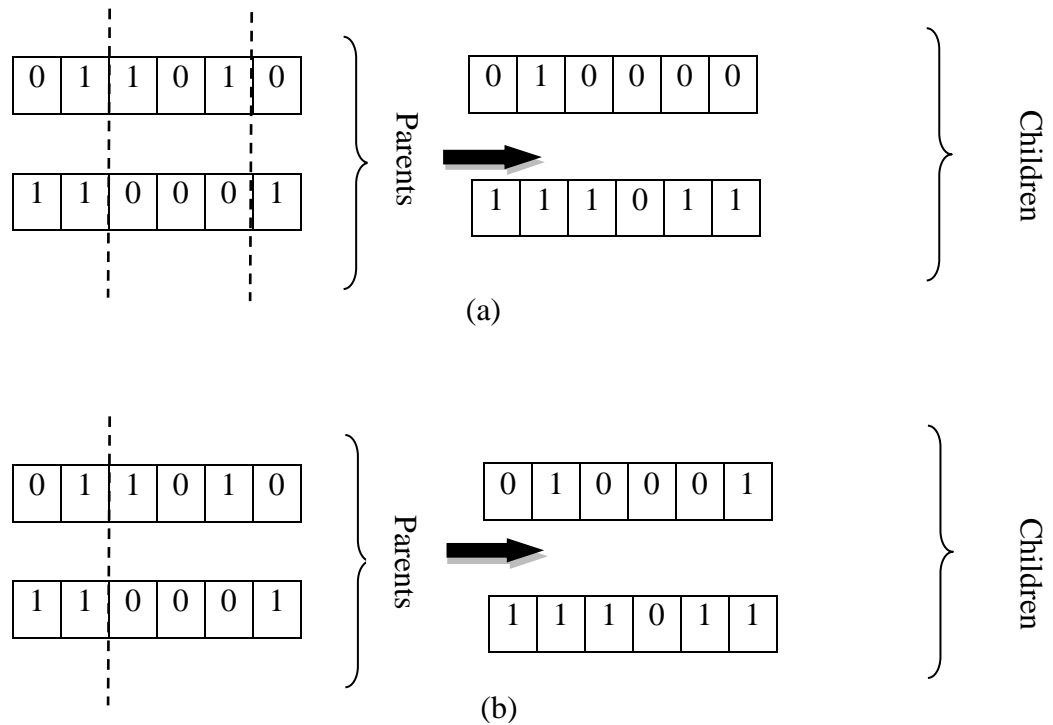 0 1 1 0 1 0
1 1 0 0 0 1
Parents
0 1 0 0 0 0
1 1 1 0 1 1
Children
(a)
0 1 1 0 1 0
1 1 0 0 0 1
Parents
0 1 0 0 0 1
1 1 1 0 1 1
Children
(b)